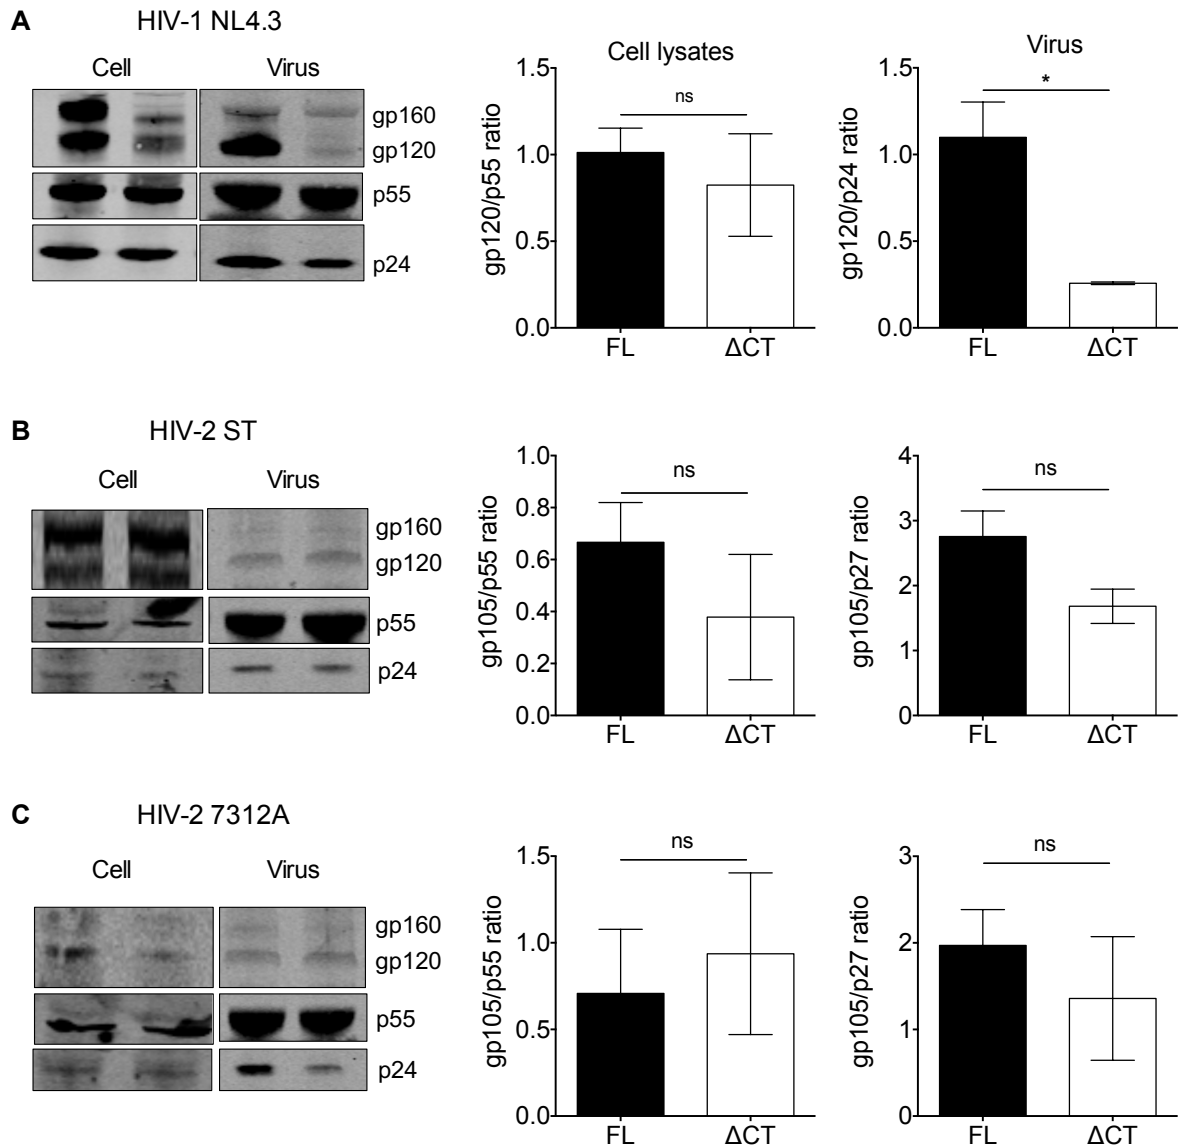 A HIV-1 NL4.3
Cell Virus
gp160
gp120
p55
p24
Cell lysates
gp120/p55 ratio
1.5
1.0
0.5
0.0
ns
FL ΔCT
Virus
gp120/p24 ratio
1.5
1.0
0.5
0.0
*
FL ΔCT
B HIV-2 ST
Cell Virus
gp160
gp120
p55
p24
gp105/p55 ratio
1.0
0.8
0.6
0.4
0.2
0.0
ns
FL ΔCT
gp105/p27 ratio
4
3
2
1
0
ns
FL ΔCT
C HIV-2 7312A
Cell Virus
gp160
gp120
p55
p24
gp105/p55 ratio
1.5
1.0
0.5
0.0
ns
FL ΔCT
gp105/p27 ratio
3
2
1
0
ns
FL ΔCT